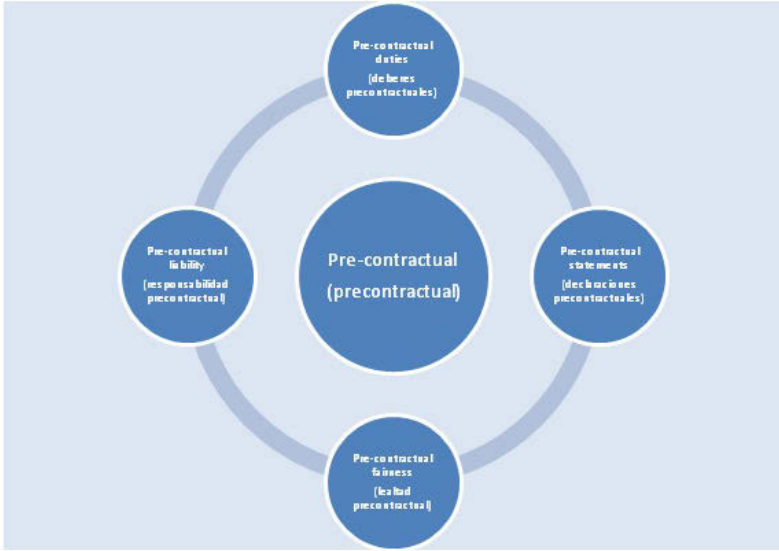 Pre-contractual
duties
(deberes
precontractuales)
Pre-contractual
liability
(responsabilidad
precontractual)
Pre-contractual
(precontractual)
Pre-contractual
statements
(declaraciones
precontractuales)
Pre-contractual
fairness
(lealtad
precontractual)